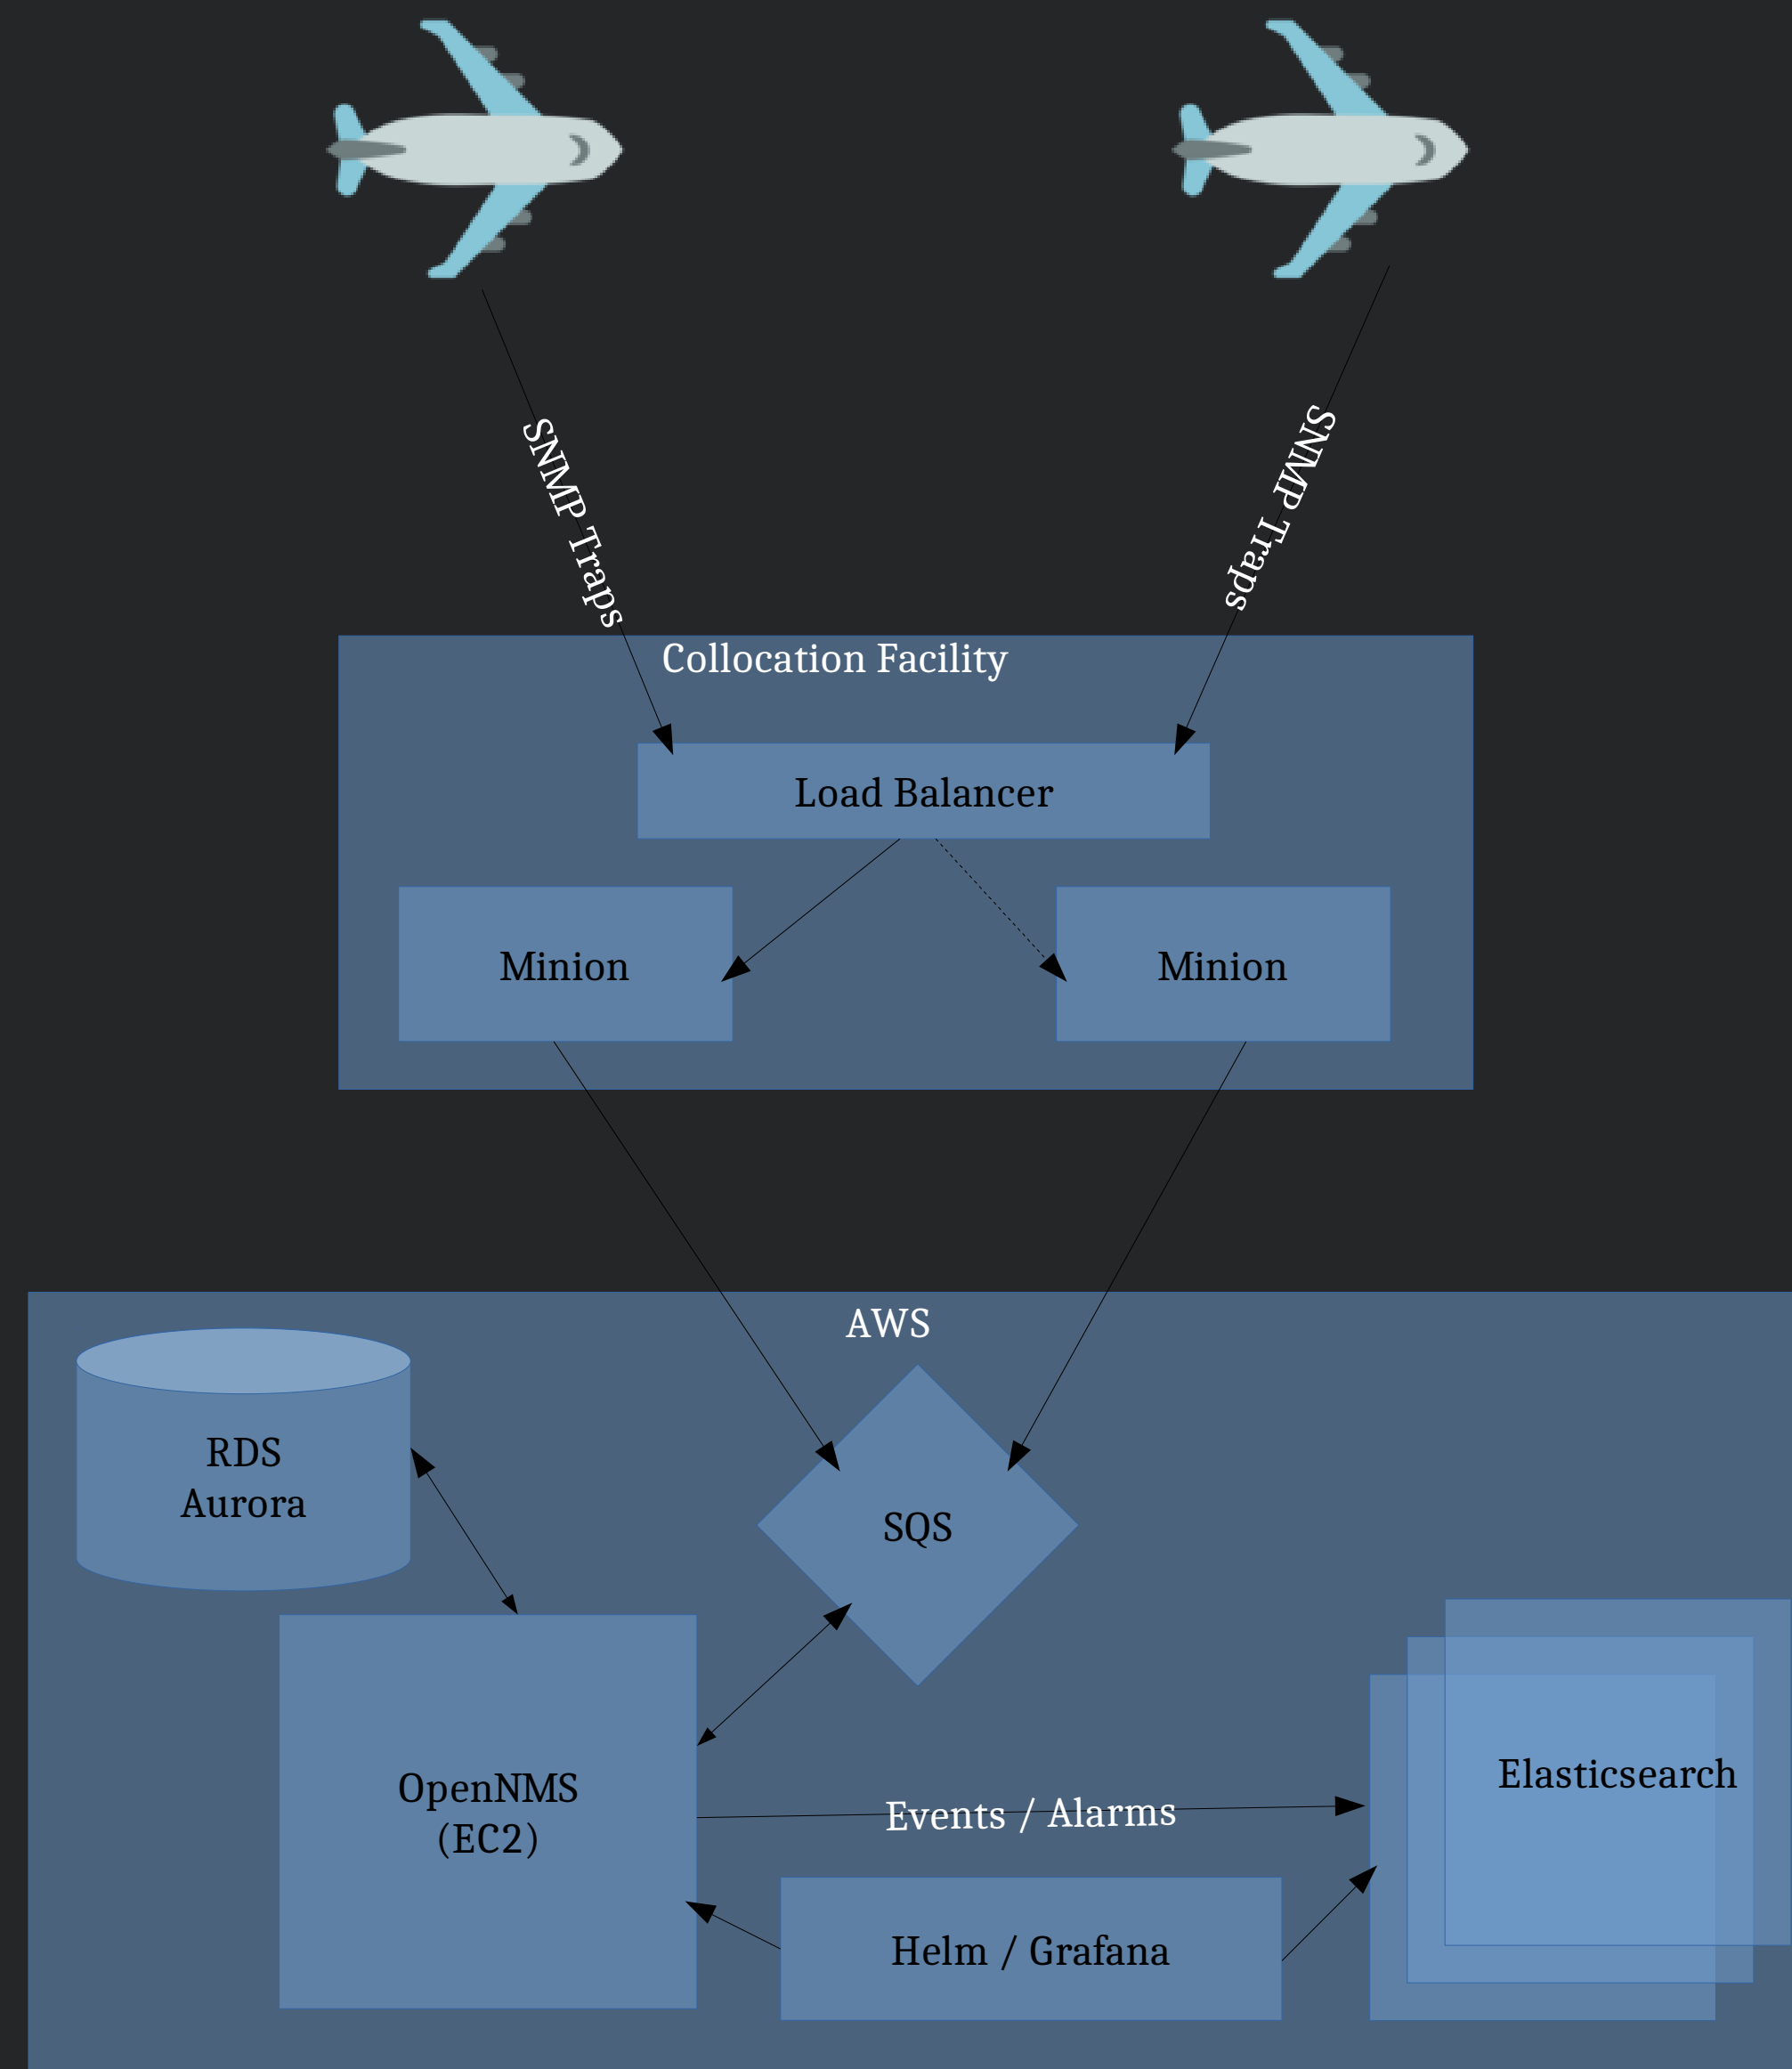 SNMP Traps
SNMP Traps
Collocation Facility
Load Balancer
Minion
Minion
AWS
RDS
Aurora
SQS
OpenNMS
(EC2)
Elasticsearch
Events / Alarms
Helm / Grafana